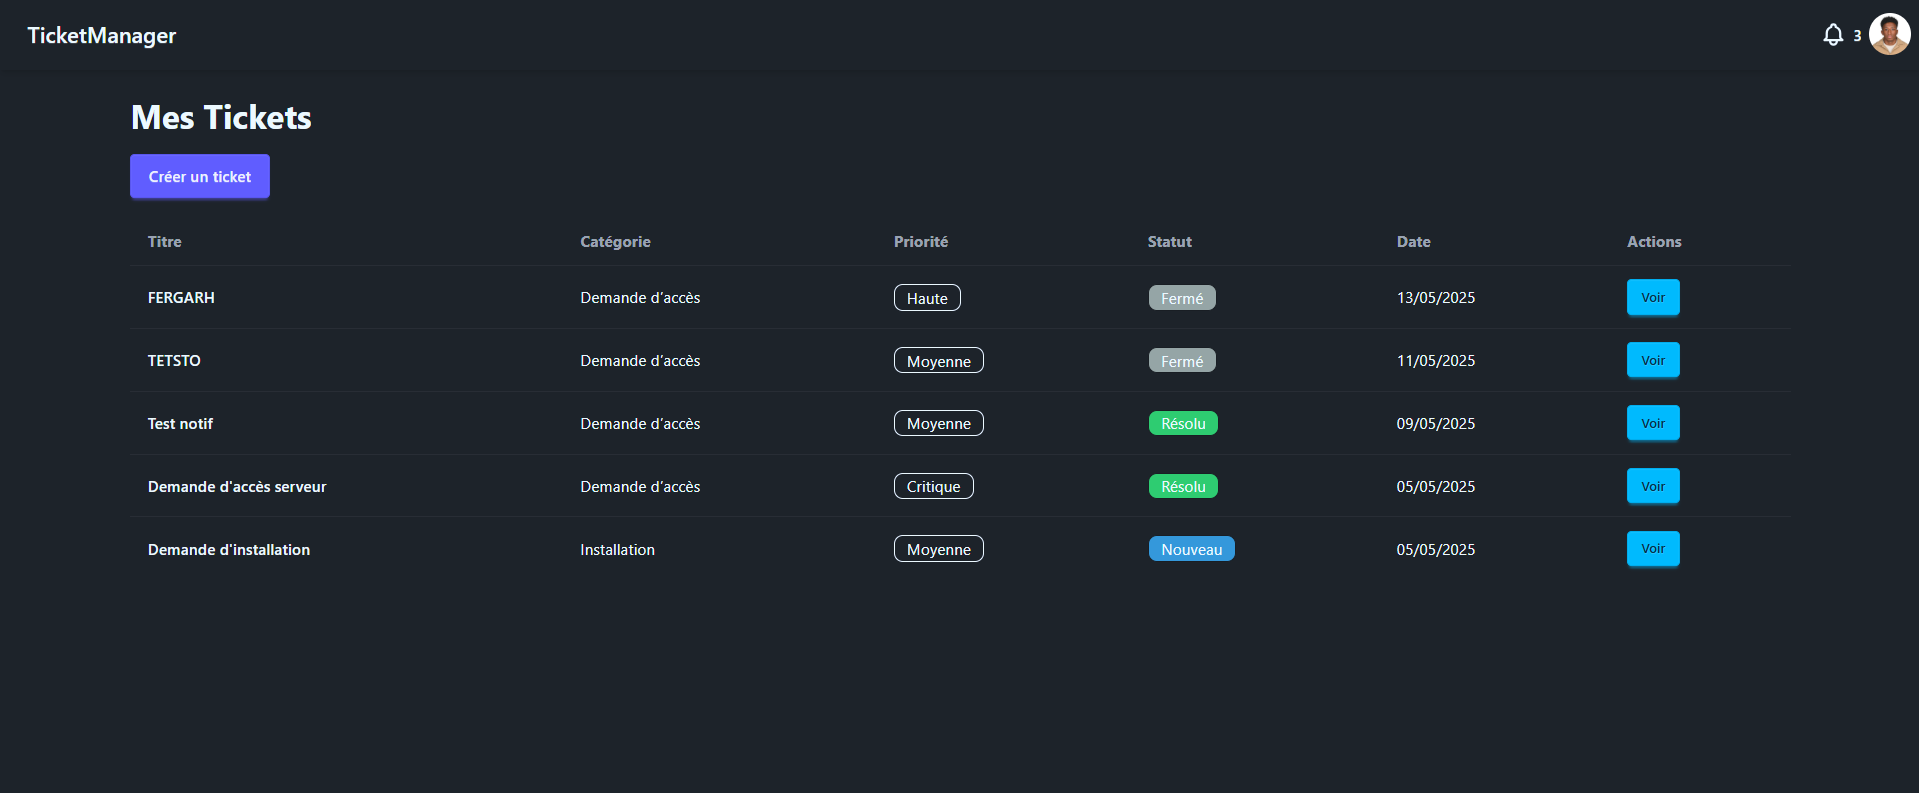 TicketManager
3
Mes Tickets
Créer un ticket
Titre Catégorie Priorité Statut Date Actions
FERGARH Demande d’accès Haute Fermé 13/05/2025 Voir
TETSTO Demande d’accès Moyenne Fermé 11/05/2025 Voir
Test notif Demande d’accès Moyenne Résolu 09/05/2025 Voir
Demande d'accès serveur Demande d’accès Critique Résolu 05/05/2025 Voir
Demande d'installation Installation Moyenne Nouveau 05/05/2025 Voir